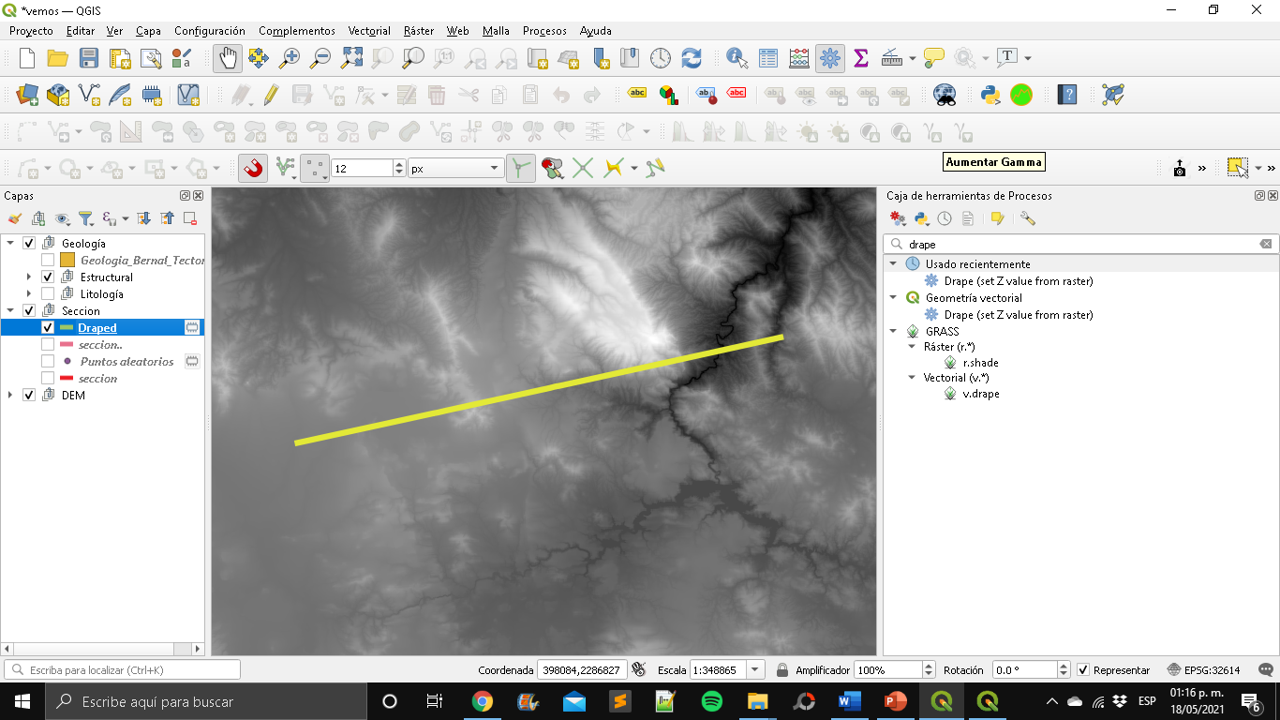 *vemos — QGIS
Proyecto Editar Ver Capa Configuración Complementos Vectorial Ráster Web Malla Procesos Ayuda
abc abc abc
12 px
Aumentar Gamma
Capas
Geología
Geologia_Bernal_Tector
Estructural
Litología
Seccion
Draped
seccion..
Puntos aleatorios
seccion
DEM
Caja de herramientas de Procesos
drape
Usado recientemente
Drape (set Z value from raster)
Geometría vectorial
Drape (set Z value from raster)
GRASS
Ráster (r.*)
r.shade
Vectorial (v.*)
v.drape
Escriba para localizar (Ctrl+K) Coordenada 398084,2286827 Escala 1:348865 Amplificador 100% Rotación 0.0 ° Representar EPSG:32614
Escribe aquí para buscar ESP 01:16 p. m.
18/05/2021 6